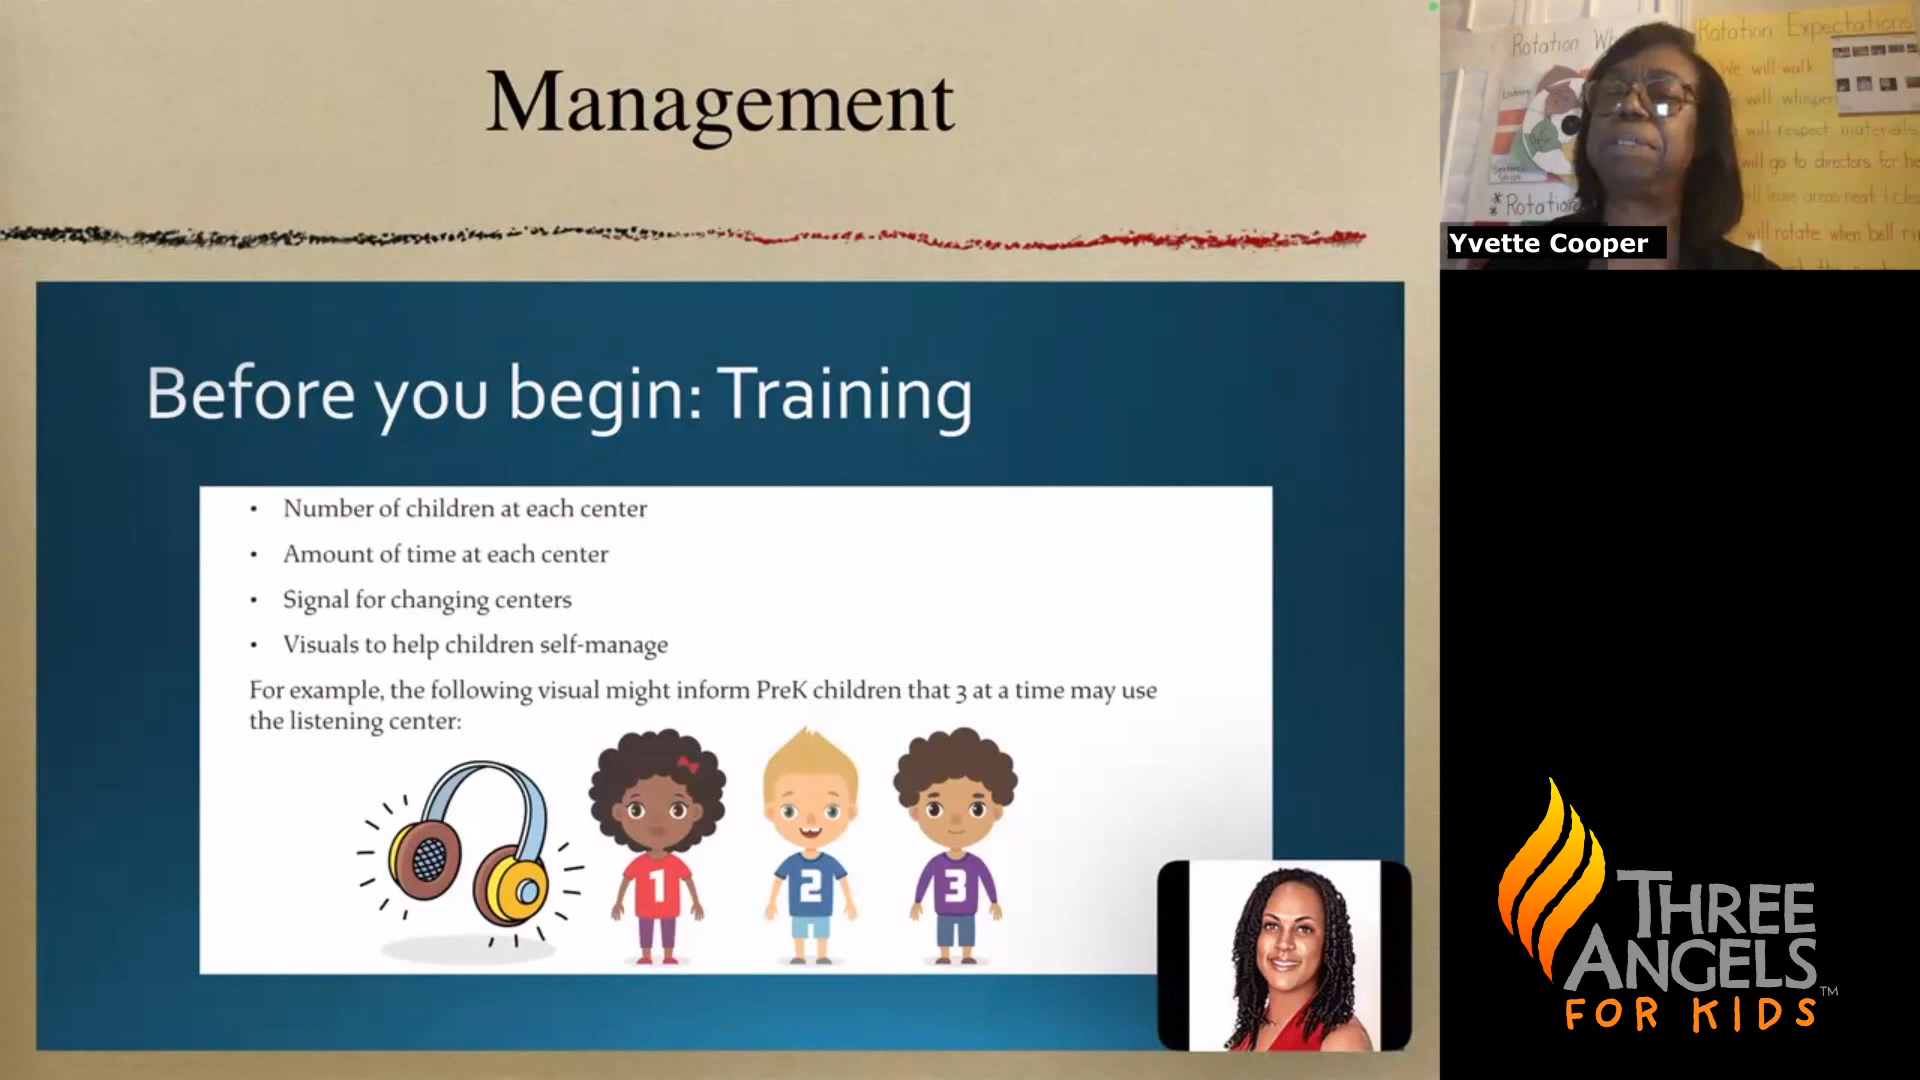 Management
Before you begin: Training
• Number of children at each center
• Amount of time at each center
• Signal for changing centers
• Visuals to help children self-manage
For example, the following visual might inform PreK children that 3 at a time may use
the listening center:
1 2 3
Rotation
Listening
* Rotation
*
Rotation Expectations
We will walk
will whisper
will respect materials
will go to directors for
will leave areas neat
will rotate when bell
Yvette Cooper
THREE
ANGELS™
FOR KIDS